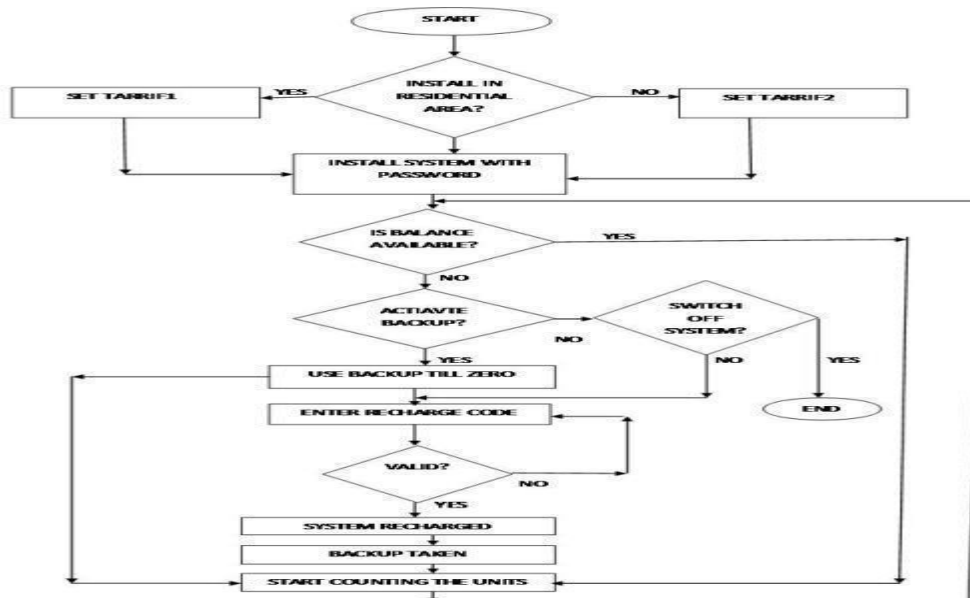 START
INSTALL IN
RESIDENTIAL
AREA?
YES
NO
SET TARRIF1
SET TARRIF2
INSTALL SYSTEM WITH
PASSWORD
IS BALANCE
AVAILABLE?
YES
NO
ACTIAVTE
BACKUP?
NO
SWITCH
OFF
SYSTEM?
YES
NO
YES
USE BACKUP TILL ZERO
END
ENTER RECHARGE CODE
VALID?
NO
YES
SYSTEM RECHARGED
BACKUP TAKEN
START COUNTING THE UNITS